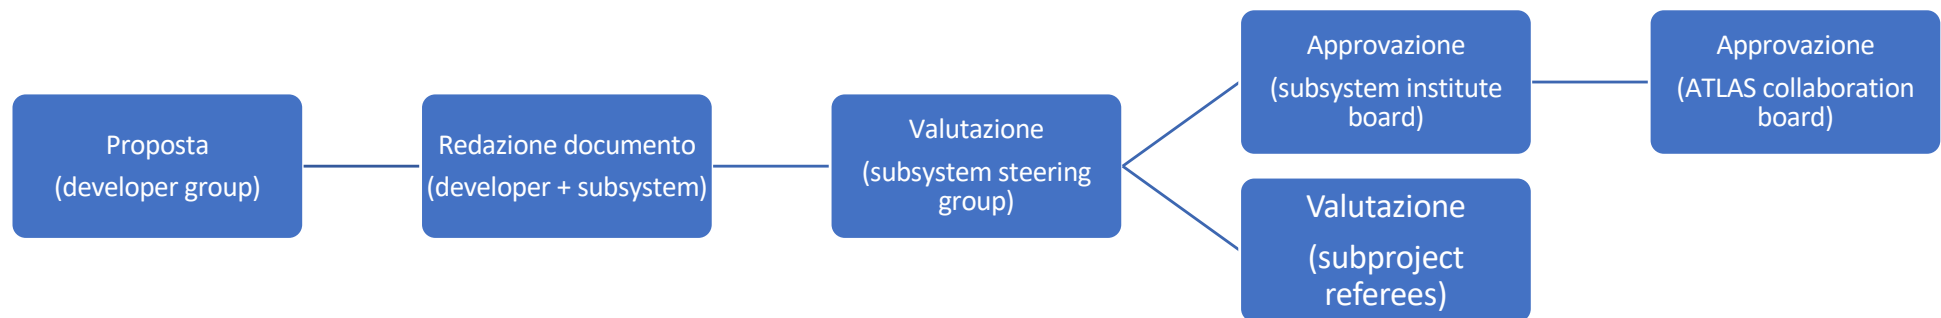 Proposta
(developer group)
Redazione documento
(developer + subsystem)
Valutazione
(subsystem steering
group)
Approvazione
(subsystem institute
board)
Approvazione
(ATLAS collaboration
board)
Valutazione
(subproject
referees)